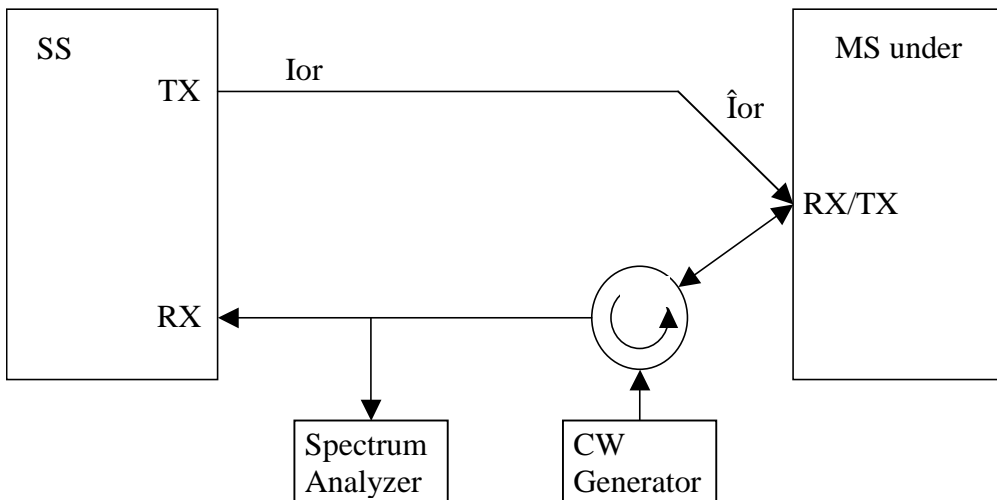 SS
MS under
TX
Ior
Îor
RX/TX
RX
Spectrum
Analyzer
CW
Generator